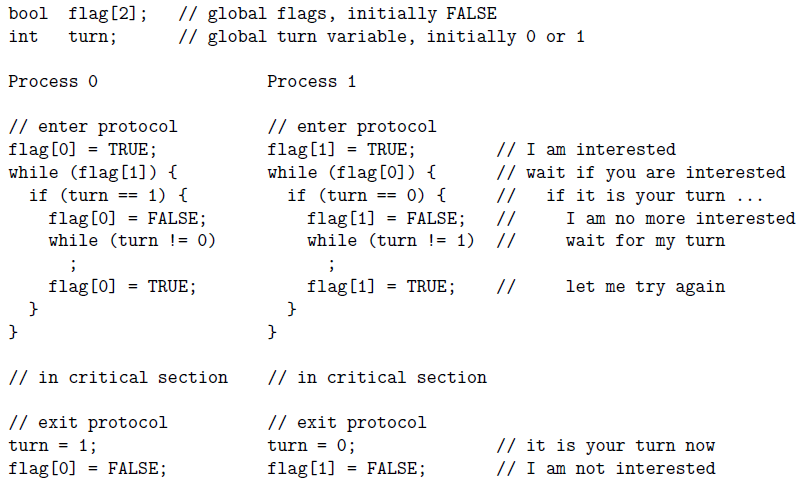 bool  flag[2];   // global flags, initially FALSE
int   turn;      // global turn variable, initially 0 or 1

Process 0                 Process 1

// enter protocol         // enter protocol
flag[0] = TRUE;           flag[1] = TRUE;        // I am interested
while (flag[1]) {         while (flag[0]) {      // wait if you are interested
  if (turn == 1) {          if (turn == 0) {     //   if it is your turn ...
    flag[0] = FALSE;          flag[1] = FALSE;   //     I am no more interested
    while (turn != 0)         while (turn != 1)  //     wait for my turn
      ;                         ;
    flag[0] = TRUE;           flag[1] = TRUE;    //     let me try again
  }                         }
}                         }

// in critical section    // in critical section

// exit protocol          // exit protocol
turn = 1;                 turn = 0;              // it is your turn now
flag[0] = FALSE;          flag[1] = FALSE;       // I am not interested